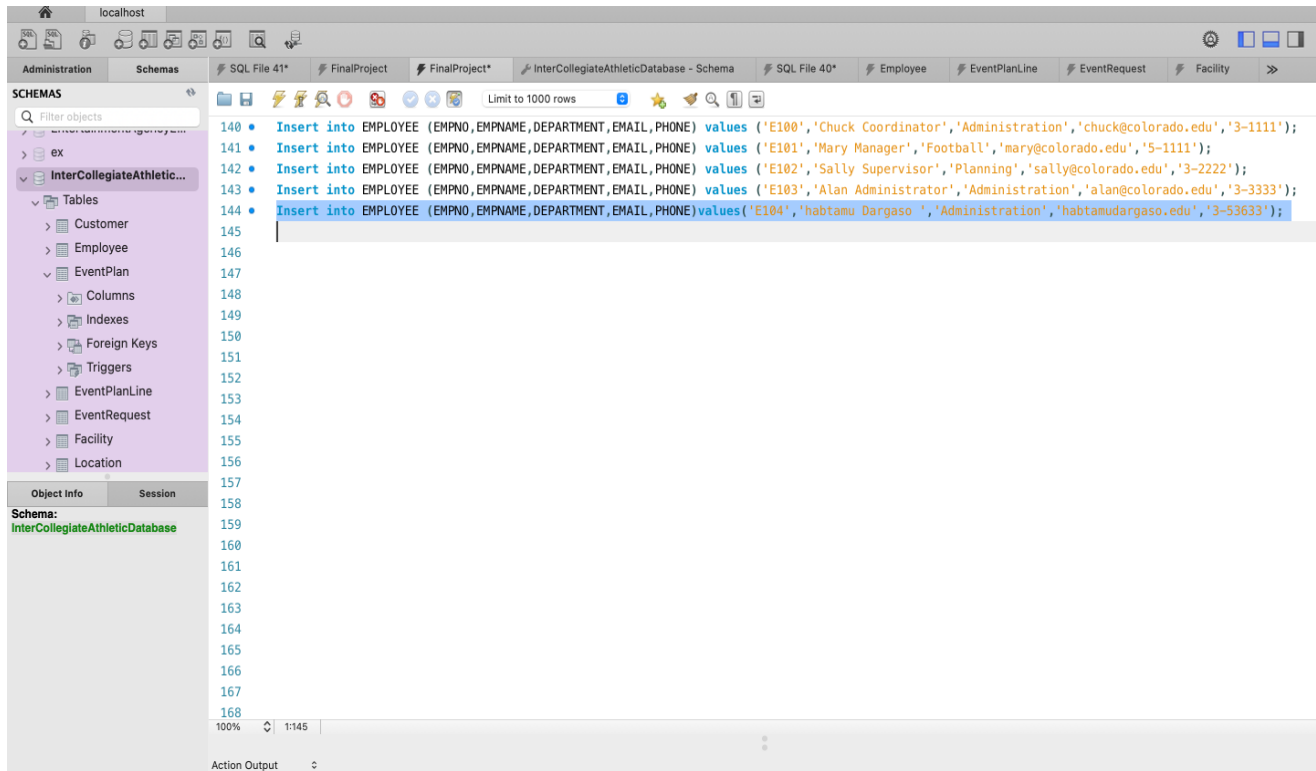 localhost
Administration Schemas SQL File 41* FinalProject FinalProject* InterCollegiateAthleticDatabase - Schema SQL File 40* Employee EventPlanLine EventRequest Facility
SCHEMAS
Limit to 1000 rows
Filter objects
140 Insert into EMPLOYEE (EMPNO,EMPNAME,DEPARTMENT,EMAIL,PHONE) values ('E100','Chuck Coordinator','Administration','chuck@colorado.edu','3-1111');
141 Insert into EMPLOYEE (EMPNO,EMPNAME,DEPARTMENT,EMAIL,PHONE) values ('E101','Mary Manager','Football','mary@colorado.edu','5-1111');
142 Insert into EMPLOYEE (EMPNO,EMPNAME,DEPARTMENT,EMAIL,PHONE) values ('E102','Sally Supervisor','Planning','sally@colorado.edu','3-2222');
143 Insert into EMPLOYEE (EMPNO,EMPNAME,DEPARTMENT,EMAIL,PHONE) values ('E103','Alan Administrator','Administration','alan@colorado.edu','3-3333');
144 Insert into EMPLOYEE (EMPNO,EMPNAME,DEPARTMENT,EMAIL,PHONE)values('E104','habtamu Dargaso ','Administration','habtamudargaso.edu','3-53633');
145
146
147
148
149
150
151
152
153
154
155
156
157
158
159
160
161
162
163
164
165
166
167
168
ex
InterCollegiateAthletic...
Tables
Customer
Employee
EventPlan
Columns
Indexes
Foreign Keys
Triggers
EventPlanLine
EventRequest
Facility
Location
Object Info Session
Schema:
InterCollegiateAthleticDatabase
100% 1:145
Action Output